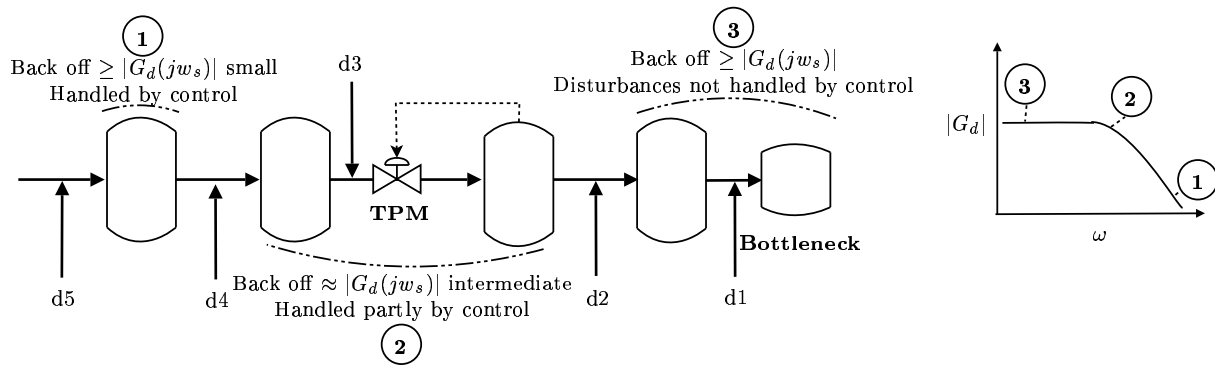 1
Back off ≥ |G_d(jw_s)| small
Handled by control
d3
3
Back off ≥ |G_d(jw_s)|
Disturbances not handled by control
TPM
Bottleneck
d5
d4
Back off ≈ |G_d(jw_s)| intermediate
Handled partly by control
2
d2
d1
3
2
|G_d|
1
ω